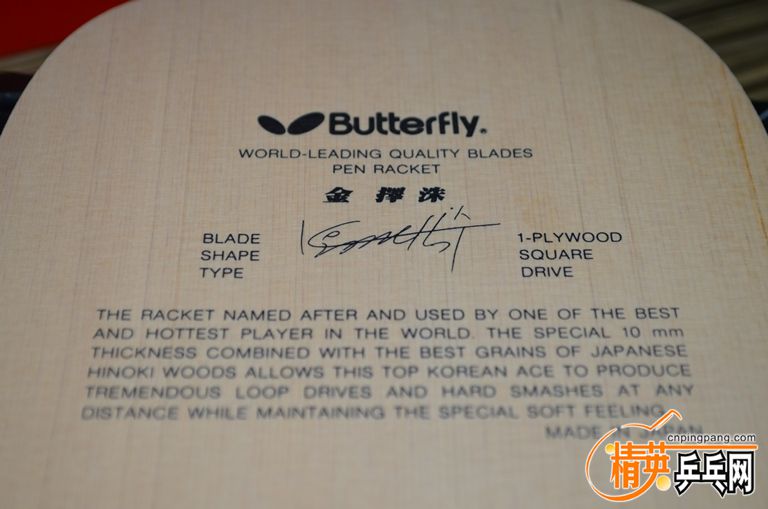 Butterfly.
WORLD-LEADING QUALITY BLADES
PEN RACKET
金擇洙
BLADE 1-PLYWOOD
SHAPE SQUARE
TYPE DRIVE
THE RACKET NAMED AFTER AND USED BY ONE OF THE BEST
AND HOTTEST PLAYER IN THE WORLD. THE SPECIAL 10 mm
THICKNESS COMBINED WITH THE BEST GRAINS OF JAPANESE
HINOKI WOODS ALLOWS THIS TOP KOREAN ACE TO PRODUCE
TREMENDOUS LOOP DRIVES AND HARD SMASHES AT ANY
DISTANCE WHILE MAINTAINING THE SPECIAL SOFT FEELING
MADE IN JAPAN
cnpingpang.com
精英乒乓网